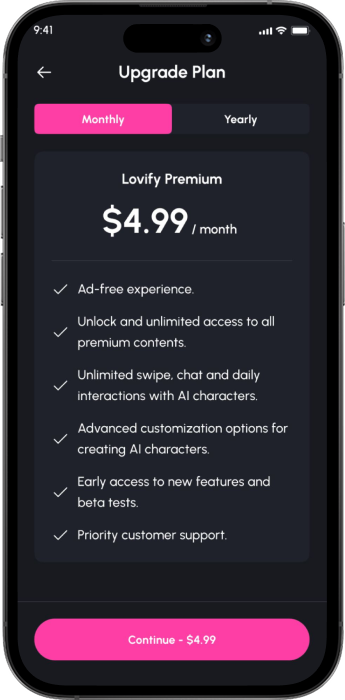 9:41
Upgrade Plan
Monthly
Yearly
Lovify Premium
$4.99 / month
Ad-free experience.
Unlock and unlimited access to all
premium contents.
Unlimited swipe, chat and daily
interactions with AI characters.
Advanced customization options for
creating AI characters.
Early access to new features and
beta tests.
Priority customer support.
Continue - $4.99